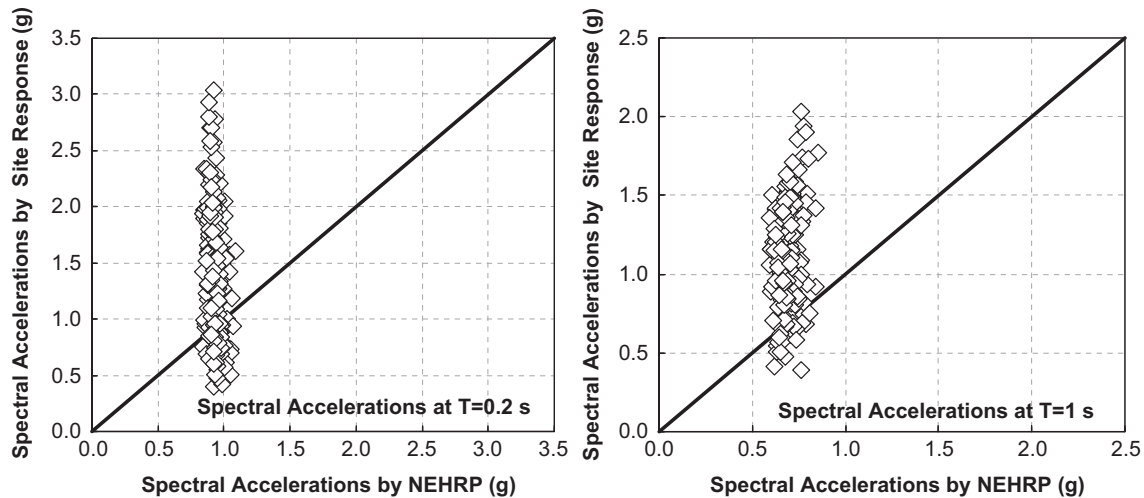 Spectral Accelerations by Site Response (g)
3.5
3.0
2.5
2.0
1.5
1.0
0.5
0.0
Spectral Accelerations at T=0.2 s
0.0 0.5 1.0 1.5 2.0 2.5 3.0 3.5
Spectral Accelerations by NEHRP (g)
Spectral Accelerations by Site Response (g)
2.5
2.0
1.5
1.0
0.5
0.0
Spectral Accelerations at T=1 s
0.0 0.5 1.0 1.5 2.0 2.5
Spectral Accelerations by NEHRP (g)